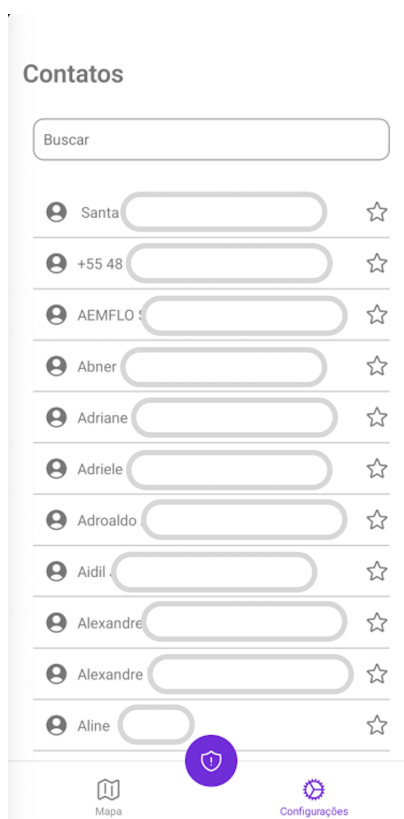 Contatos
Buscar
Santa
+55 48
AEMFLO
Abner
Adriane
Adriele
Adroaldo
Aidil
Alexandre
Alexandre
Aline
Mapa
Configurações